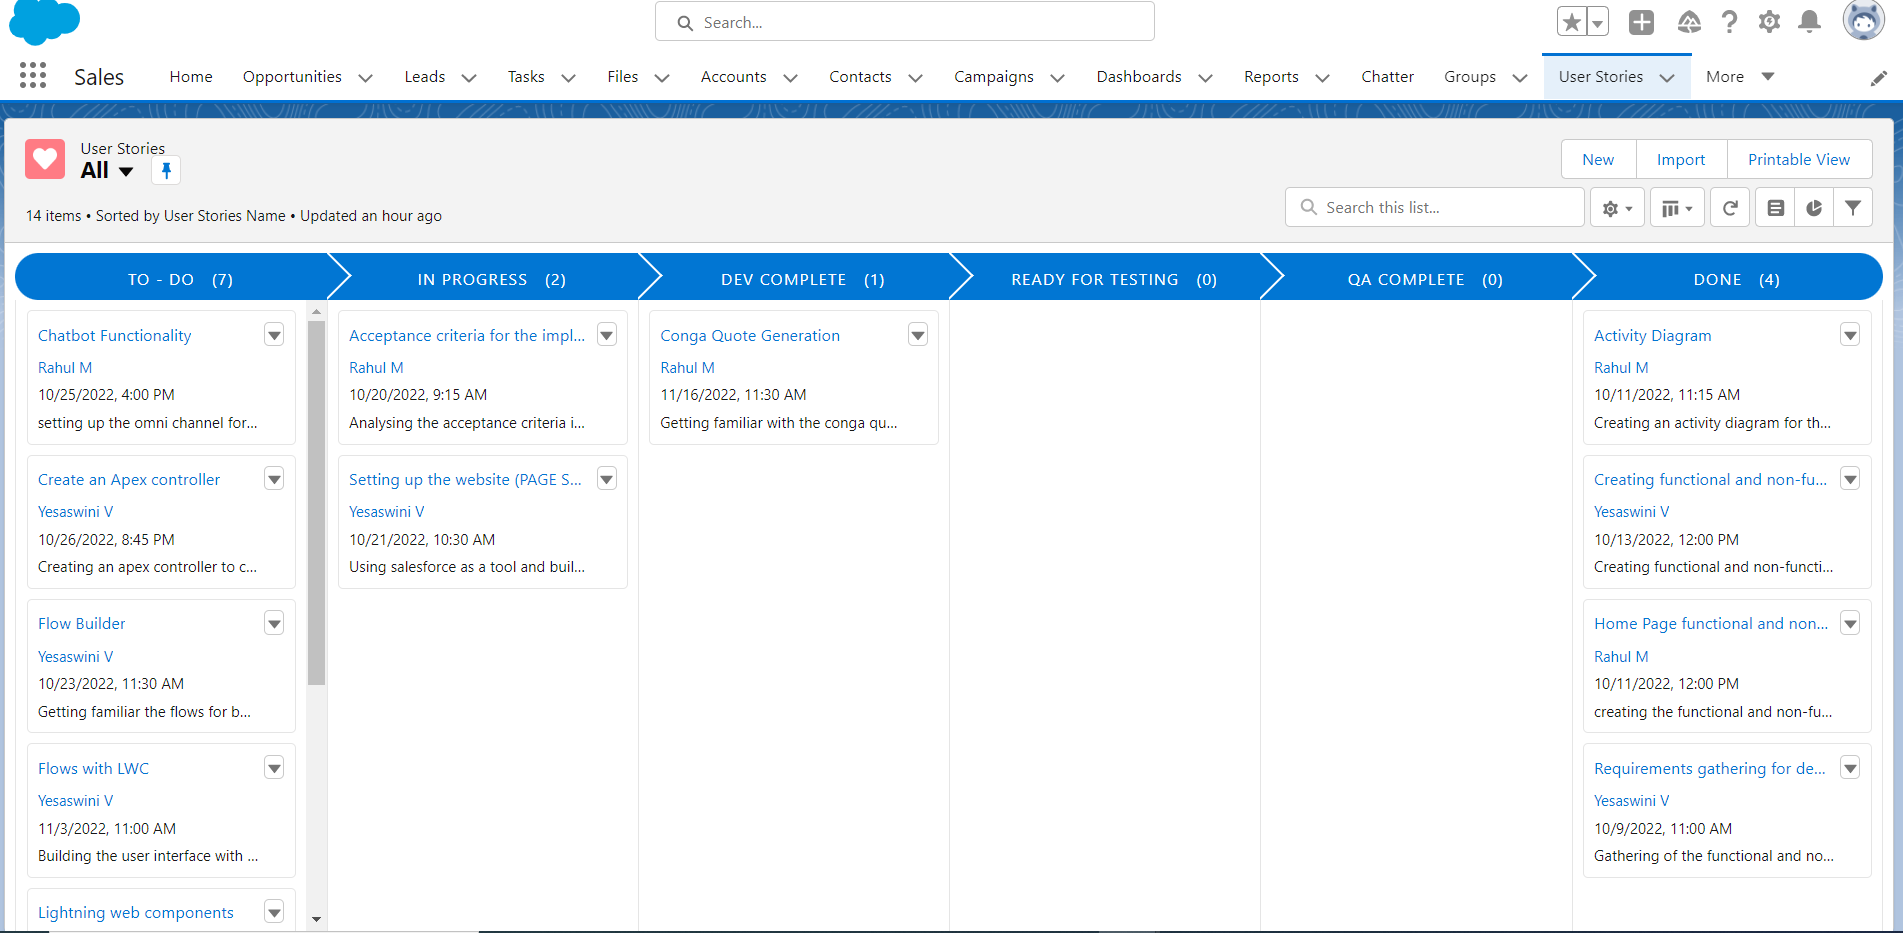 Search...
Sales
Home
Opportunities
Leads
Tasks
Files
Accounts
Contacts
Campaigns
Dashboards
Reports
Chatter
Groups
User Stories
More
User Stories
All
New
Import
Printable View
14 items • Sorted by User Stories Name • Updated an hour ago
Search this list...
TO - DO (7)
IN PROGRESS (2)
DEV COMPLETE (1)
READY FOR TESTING (0)
QA COMPLETE (0)
DONE (4)
Chatbot Functionality
Rahul M
10/25/2022, 4:00 PM
setting up the omni channel for...
Create an Apex controller
Yesaswini V
10/26/2022, 8:45 PM
Creating an apex controller to c...
Flow Builder
Yesaswini V
10/23/2022, 11:30 AM
Getting familiar the flows for b...
Flows with LWC
Yesaswini V
11/3/2022, 11:00 AM
Building the user interface with ...
Lightning web components
Acceptance criteria for the impl...
Rahul M
10/20/2022, 9:15 AM
Analysing the acceptance criteria i...
Setting up the website (PAGE S...
Yesaswini V
10/21/2022, 10:30 AM
Using salesforce as a tool and buil...
Conga Quote Generation
Rahul M
11/16/2022, 11:30 AM
Getting familiar with the conga qu...
Activity Diagram
Rahul M
10/11/2022, 11:15 AM
Creating an activity diagram for th...
Creating functional and non-fu...
Yesaswini V
10/13/2022, 12:00 PM
Creating functional and non-functi...
Home Page functional and non...
Rahul M
10/11/2022, 12:00 PM
creating the functional and non-fu...
Requirements gathering for de...
Yesaswini V
10/9/2022, 11:00 AM
Gathering of the functional and no...